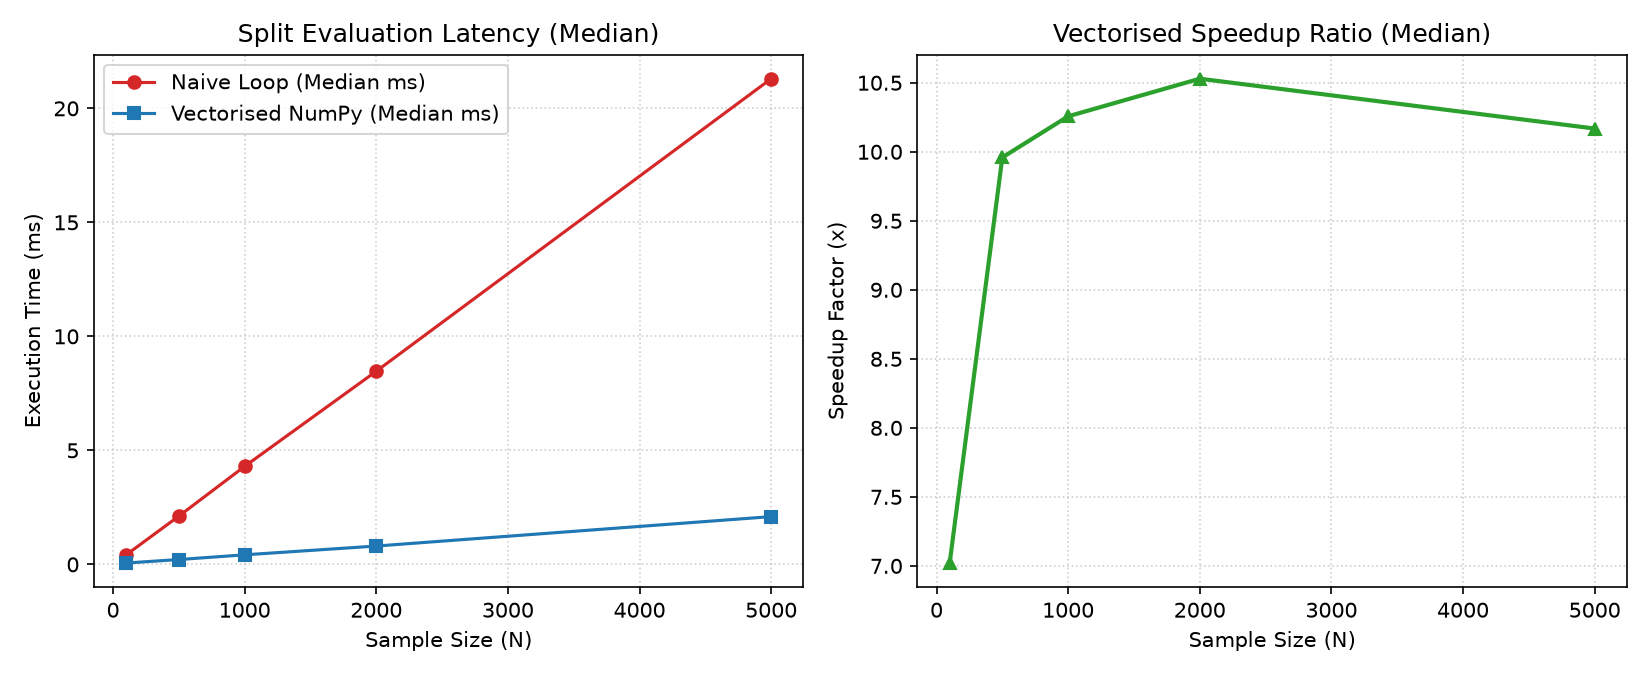 Split Evaluation Latency (Median)
Naive Loop (Median ms)
Vectorised NumPy (Median ms)
Execution Time (ms)
20
15
10
5
0
0 1000 2000 3000 4000 5000
Sample Size (N)
Vectorised Speedup Ratio (Median)
Speedup Factor (x)
10.5
10.0
9.5
9.0
8.5
8.0
7.5
7.0
0 1000 2000 3000 4000 5000
Sample Size (N)